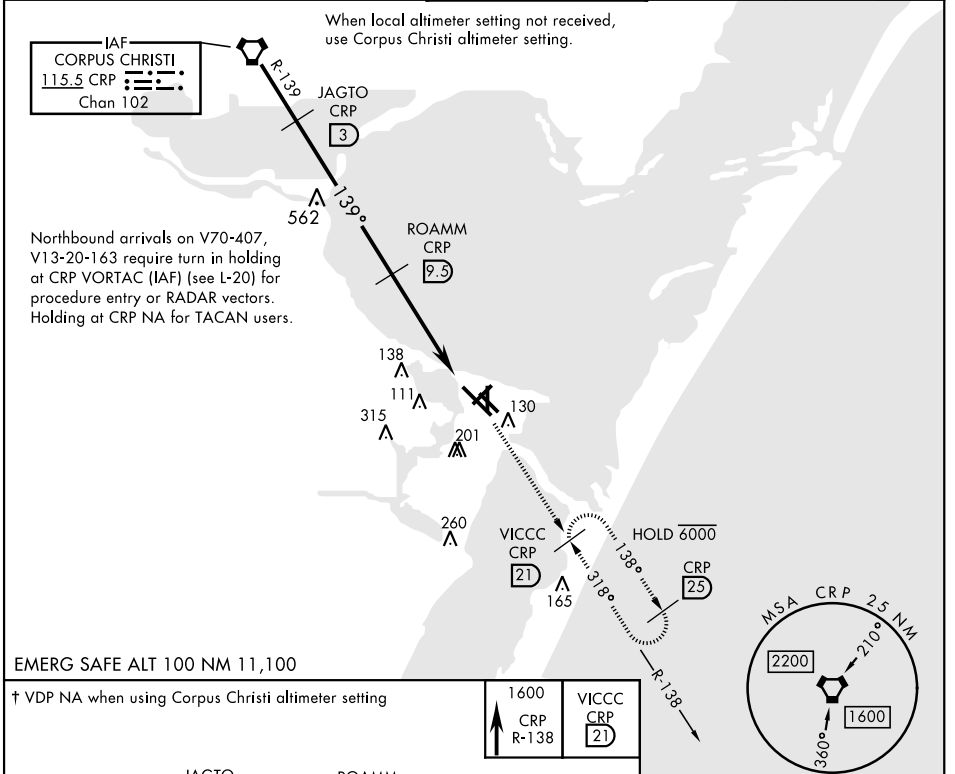 When local altimeter setting not received,
use Corpus Christi altimeter setting.
IAF
CORPUS CHRISTI
115.5 CRP
Chan 102
R-139
JAGTO
CRP
3
562
139°
ROAMM
CRP
9.5
Northbound arrivals on V70-407,
V13-20-163 require turn in holding
at CRP VORTAC (IAF) (see L-20) for
procedure entry or RADAR vectors.
Holding at CRP NA for TACAN users.
138
111
315
130
201
260
VICCC
CRP
21
165
HOLD 6000
138°
318°
CRP
25
R-138
MSA CRP 25 NM
210°
2200
1600
360°
EMERG SAFE ALT 100 NM 11,100
† VDP NA when using Corpus Christi altimeter setting
1600
CRP
R-138
VICCC
CRP
21
JAGTO
ROAMM